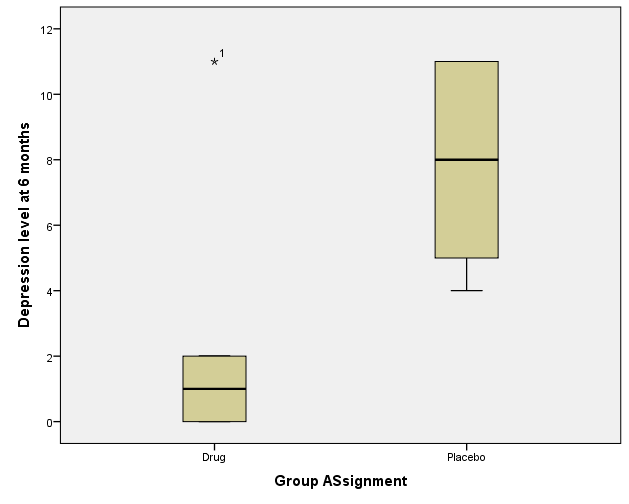 12
10
8
6
4
2
0
*1
Depression level at 6 months
Drug
Placebo
Group ASsignment